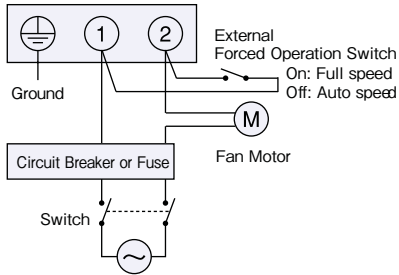 1
2
External
Forced Operation Switch
On: Full speed
Off: Auto speed
Ground
M
Fan Motor
Circuit Breaker or Fuse
Switch
~